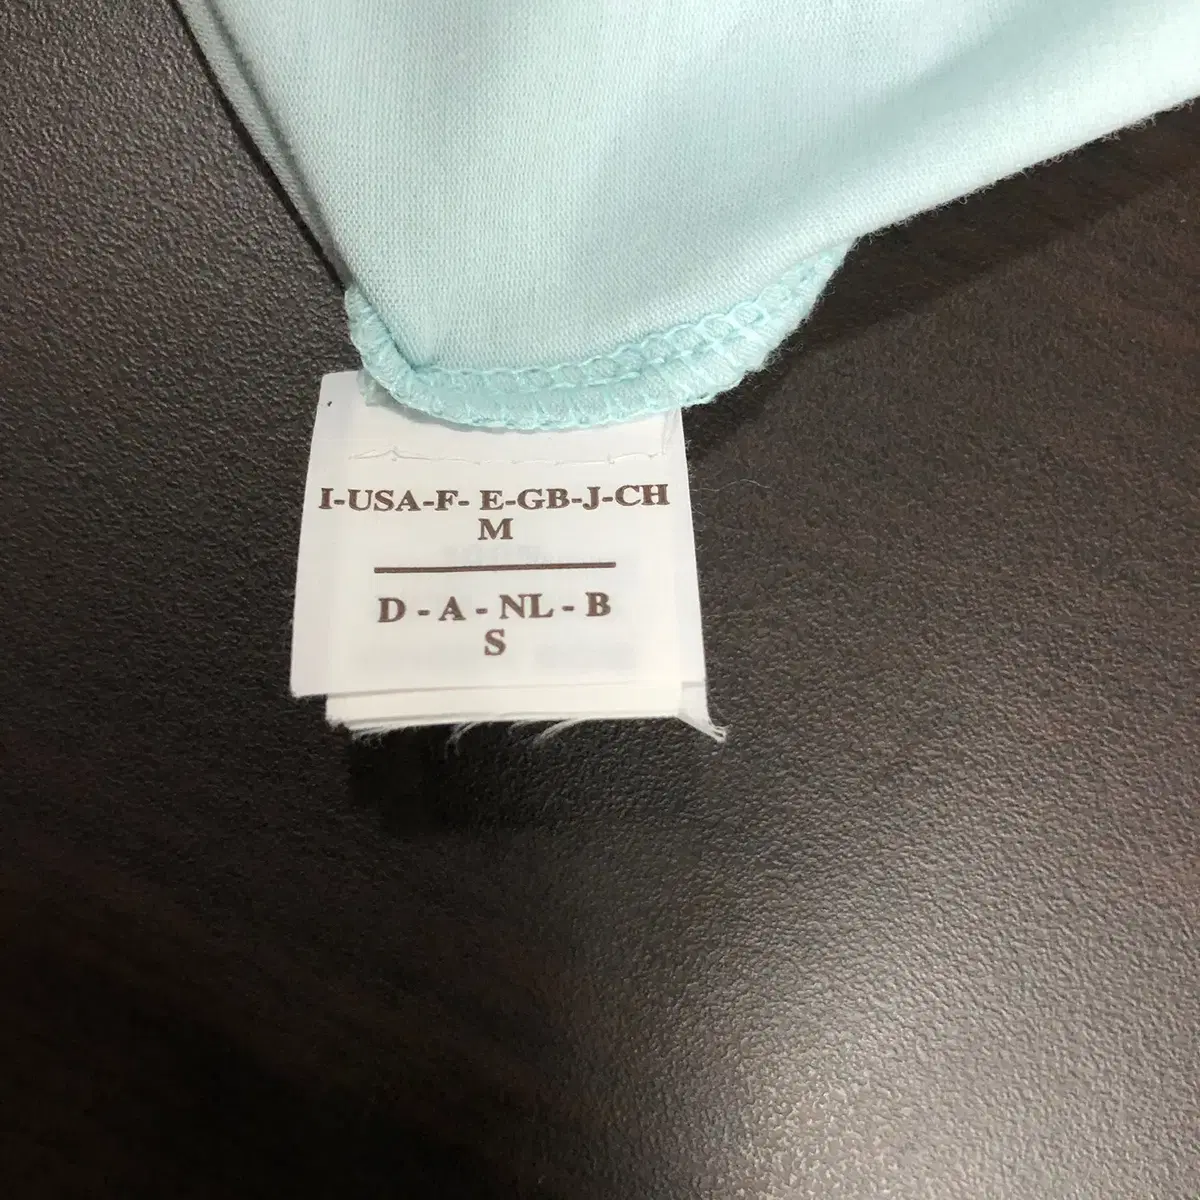 I-USA-F- E-GB-J-CH
M
D - A - NL - B
S